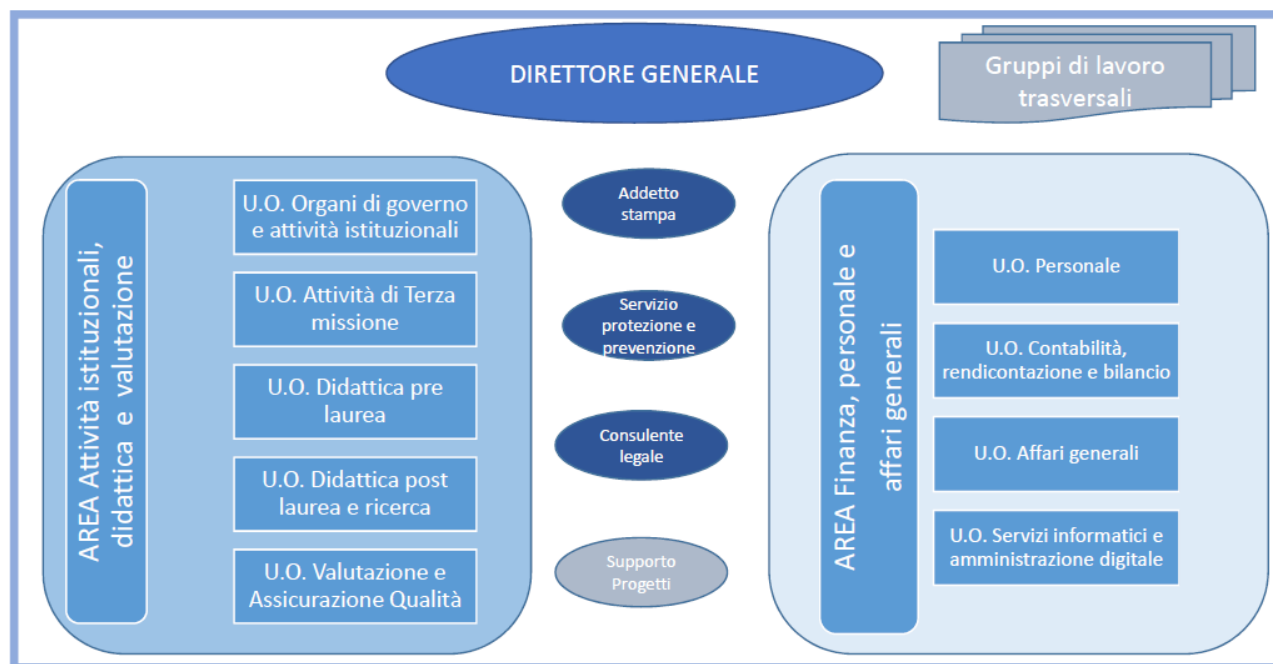 DIRETTORE GENERALE
Gruppi di lavoro
trasversali
AREA Attività istituzionali,
didattica e valutazione
U.O. Organi di governo
e attività istituzionali
U.O. Attività di Terza
missione
U.O. Didattica pre
laurea
U.O. Didattica post
laurea e ricerca
U.O. Valutazione e
Assicurazione Qualità
Addetto
stampa
Servizio
protezione e
prevenzione
Consulente
legale
Supporto
Progetti
AREA Finanza, personale e
affari generali
U.O. Personale
U.O. Contabilità,
rendicontazione e bilancio
U.O. Affari generali
U.O. Servizi informatici e
amministrazione digitale